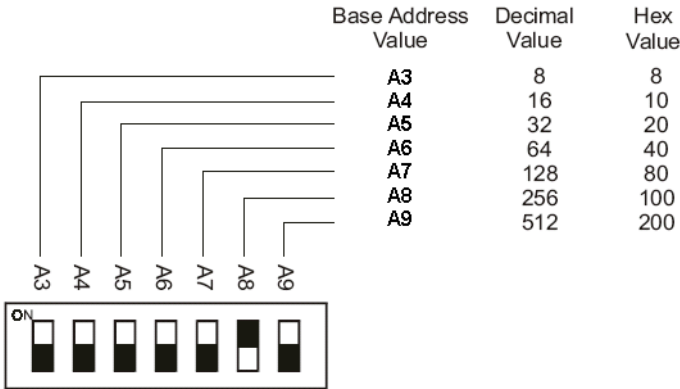 Base Address Value Decimal Value Hex Value
A3 8 8
A4 16 10
A5 32 20
A6 64 40
A7 128 80
A8 256 100
A9 512 200
A3 A4 A5 A6 A7 A8 A9
ON